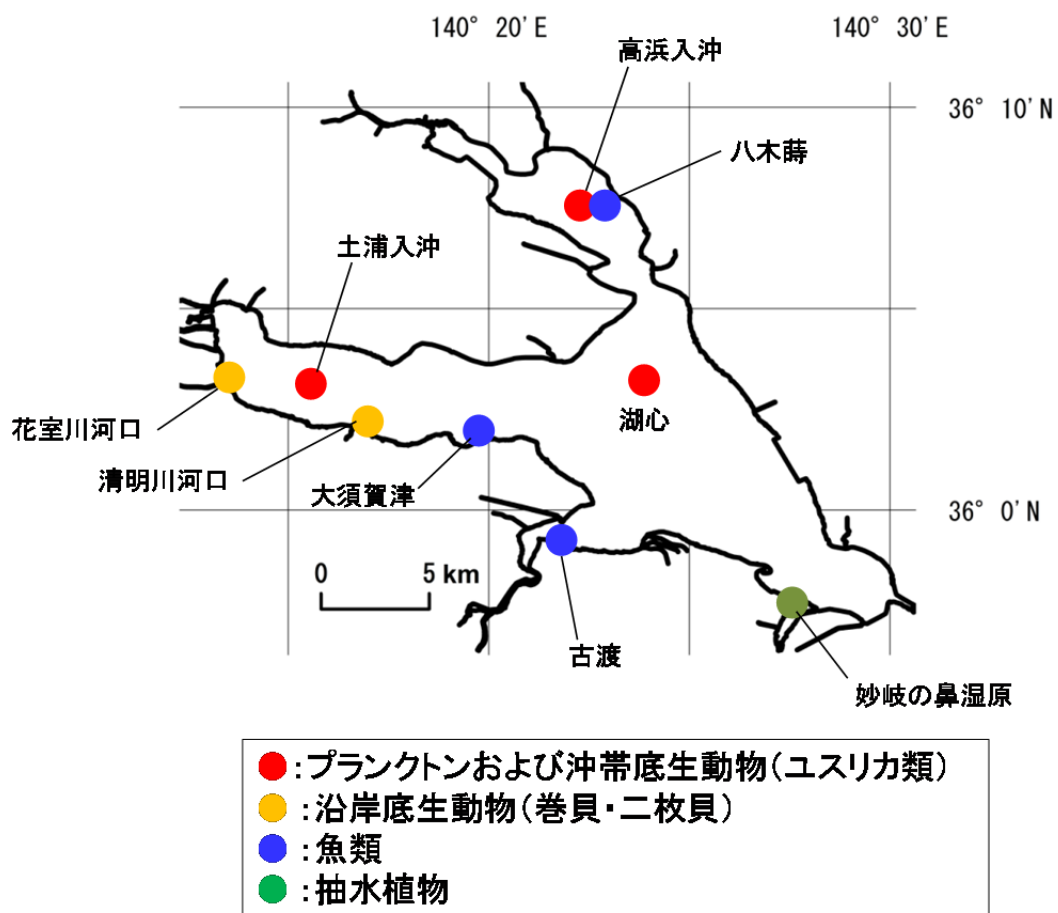 140° 20'E
140° 30'E
高浜入沖
36° 10'N
八木蒔
土浦入沖
湖心
花室川河口
清明川河口
大須賀津
36° 0'N
0 5 km
古渡
妙岐の鼻湿原
:プランクトンおよび沖帯底生動物(ユスリカ類)
:沿岸底生動物(巻貝・二枚貝)
:魚類
:抽水植物